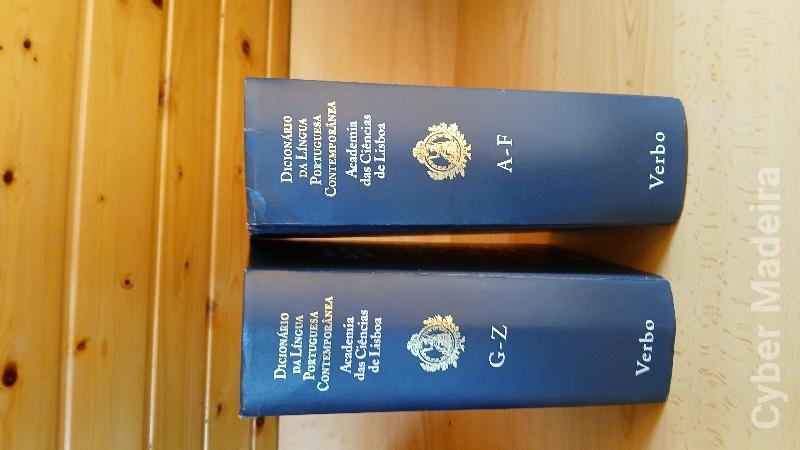 DICIONÁRIO
DA LÍNGUA
PORTUGUESA
CONTEMPORÂNEA
Academia
das Ciências
de Lisboa
A-F
Verbo
DICIONÁRIO
DA LÍNGUA
PORTUGUESA
CONTEMPORÂNEA
Academia
das Ciências
de Lisboa
G-Z
Verbo
Cyber Madeira